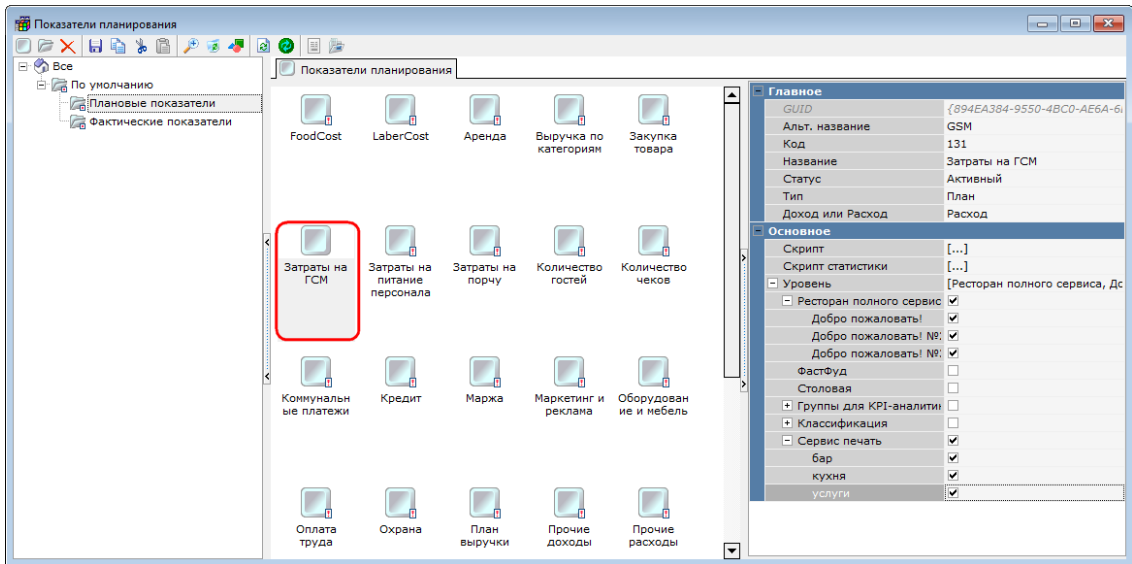 Показатели планирования
Все
По умолчанию
Плановые показатели
Фактические показатели
Показатели планирования
FoodCost
LaberCost
Аренда
Выручка по
категориям
Закупка
товара
Затраты на
ГСМ
Затраты на
питание
персонала
Затраты на
порчу
Количество
гостей
Количество
чеков
Коммунальн
ые платежи
Кредит
Маржа
Маркетинг и
реклама
Оборудован
ие и мебель
Оплата
труда
Охрана
План
выручки
Прочие
доходы
Прочие
расходы
Главное
GUID {894EA384-9550-4BC0-AE6A-6
Альт. название GSM
Код 131
Название Затраты на ГСМ
Статус Активный
Тип План
Доход или Расход Расход
Основное
Скрипт [...]
Скрипт статистики [...]
Уровень [Ресторан полного сервиса, Дс
Ресторан полного сервис
Добро пожаловать!
Добро пожаловать! №
Добро пожаловать! №
ФастФуд
Столовая
Группы для KPI-аналитик
Классификация
Сервис печать
бар
кухня
услуги